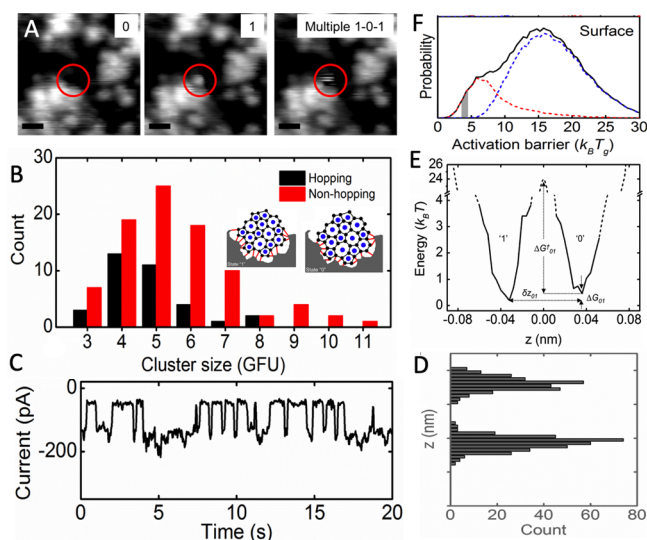 A
0
1
Multiple 1-0-1
B
Count
30
20
10
0
Hopping
Non-hopping
State "1"
State "0"
3 4 5 6 7 8 9 10 11
Cluster size (GFU)
C
Current (pA)
0
-200
0 5 10 15 20
Time (s)
F
Probability
Surface
0 5 10 15 20 25 30
Activation barrier (k_BT_g)
E
Energy (k_BT)
26
24
4
3
2
1
0
'1'
'0'
ΔG†01
δz01
ΔG01
-0.08 -0.04 0.00 0.04 0.08
z (nm)
D
z (nm)
0 20 40 60 80
Count